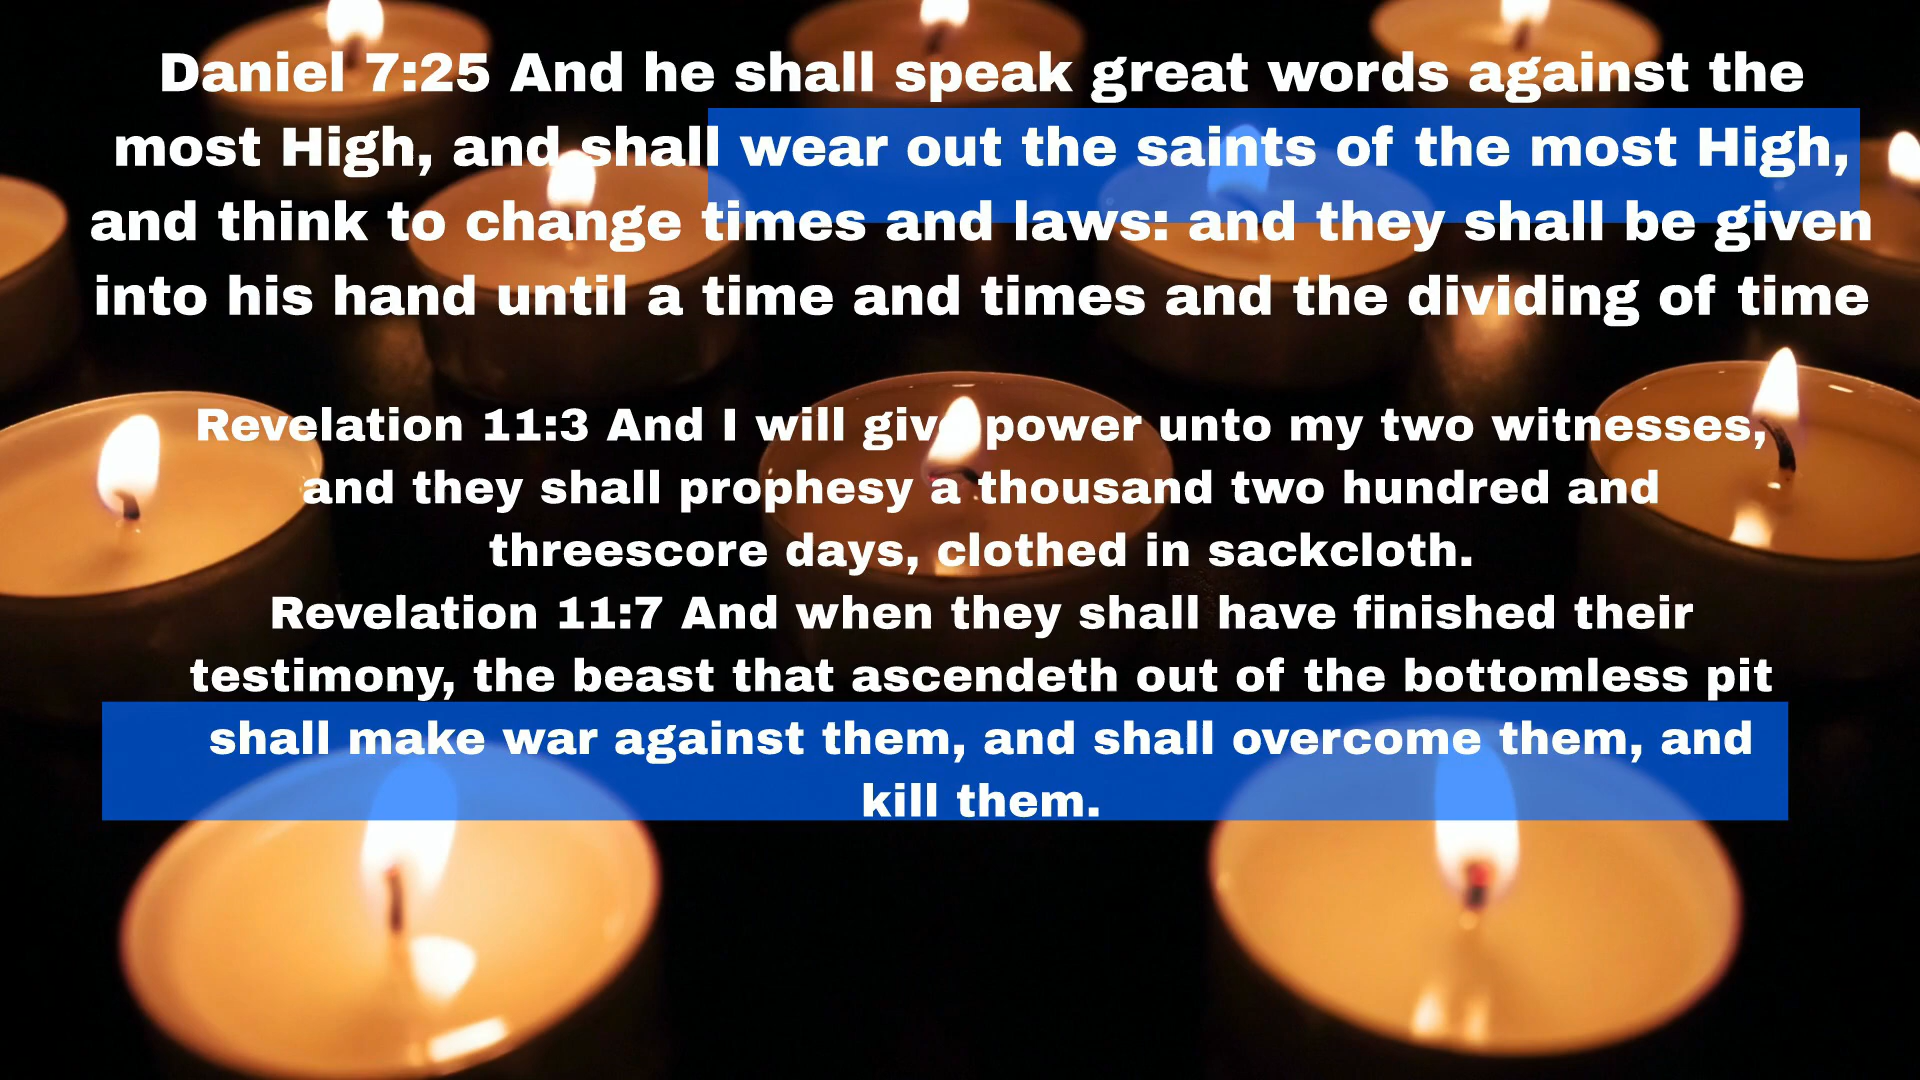 Daniel 7:25 And he shall speak great words against the
most High, and shall wear out the saints of the most High,
and think to change times and laws: and they shall be given
into his hand until a time and times and the dividing of time
Revelation 11:3 And I will give power unto my two witnesses,
and they shall prophesy a thousand two hundred and
threescore days, clothed in sackcloth.
Revelation 11:7 And when they shall have finished their
testimony, the beast that ascendeth out of the bottomless pit
shall make war against them, and shall overcome them, and
kill them.